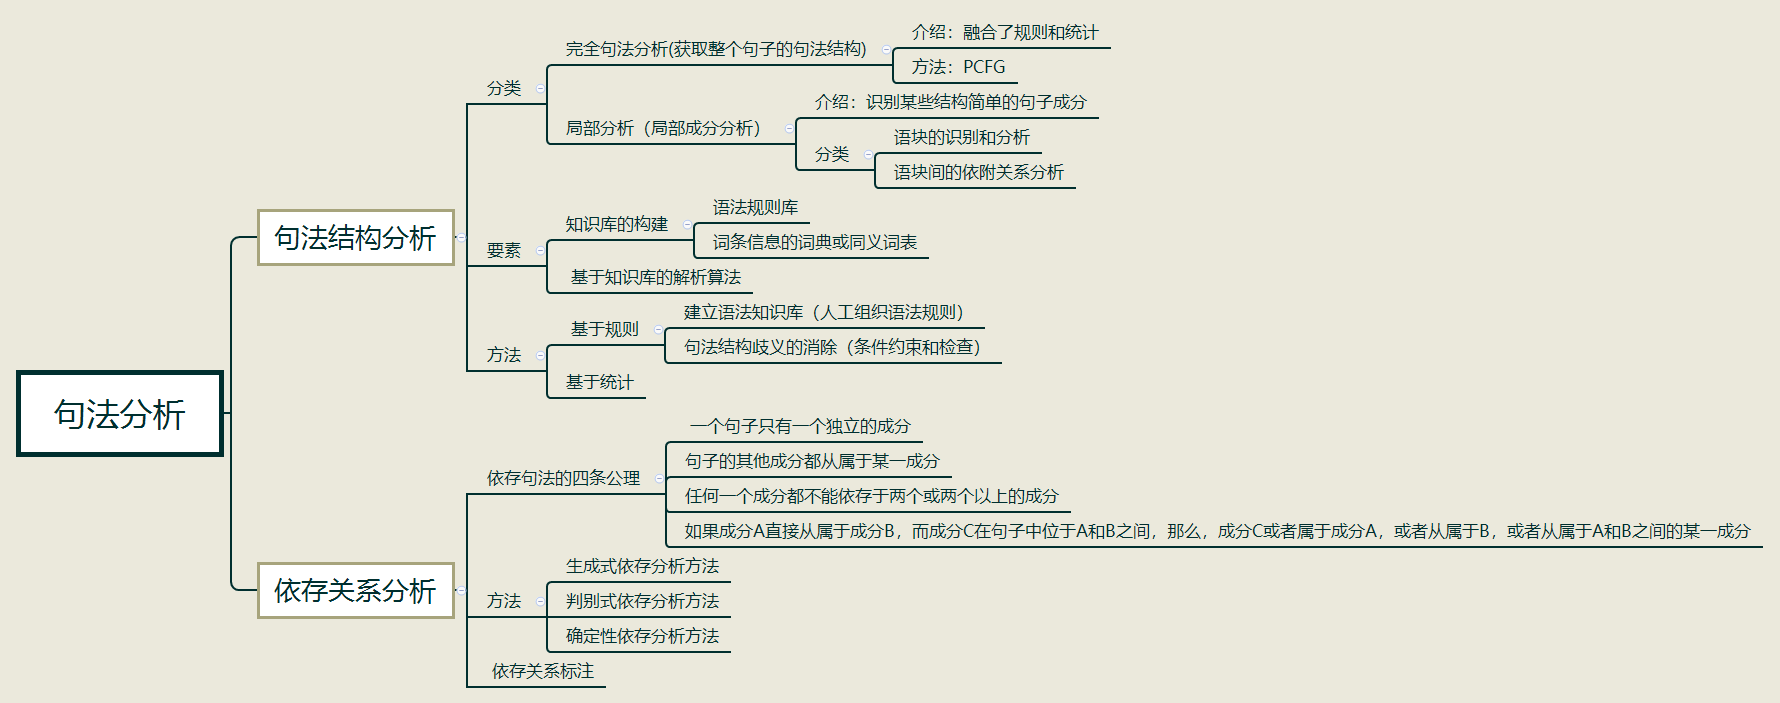 句法分析
句法结构分析
分类
完全句法分析(获取整个句子的句法结构)
介绍：融合了规则和统计
方法：PCFG
局部分析（局部成分分析）
介绍：识别某些结构简单的句子成分
分类
语块的识别和分析
语块间的依附关系分析
要素
知识库的构建
语法规则库
词条信息的词典或同义词表
基于知识库的解析算法
方法
基于规则
建立语法知识库（人工组织语法规则）
句法结构歧义的消除（条件约束和检查）
基于统计
依存关系分析
依存句法的四条公理
一个句子只有一个独立的成分
句子的其他成分都从属于某一成分
任何一个成分都不能依存于两个或两个以上的成分
如果成分A直接从属于成分B，而成分C在句子中位于A和B之间，那么，成分C或者属于成分A，或者从属于B，或者从属于A和B之间的某一成分
方法
生成式依存分析方法
判别式依存分析方法
确定性依存分析方法
依存关系标注